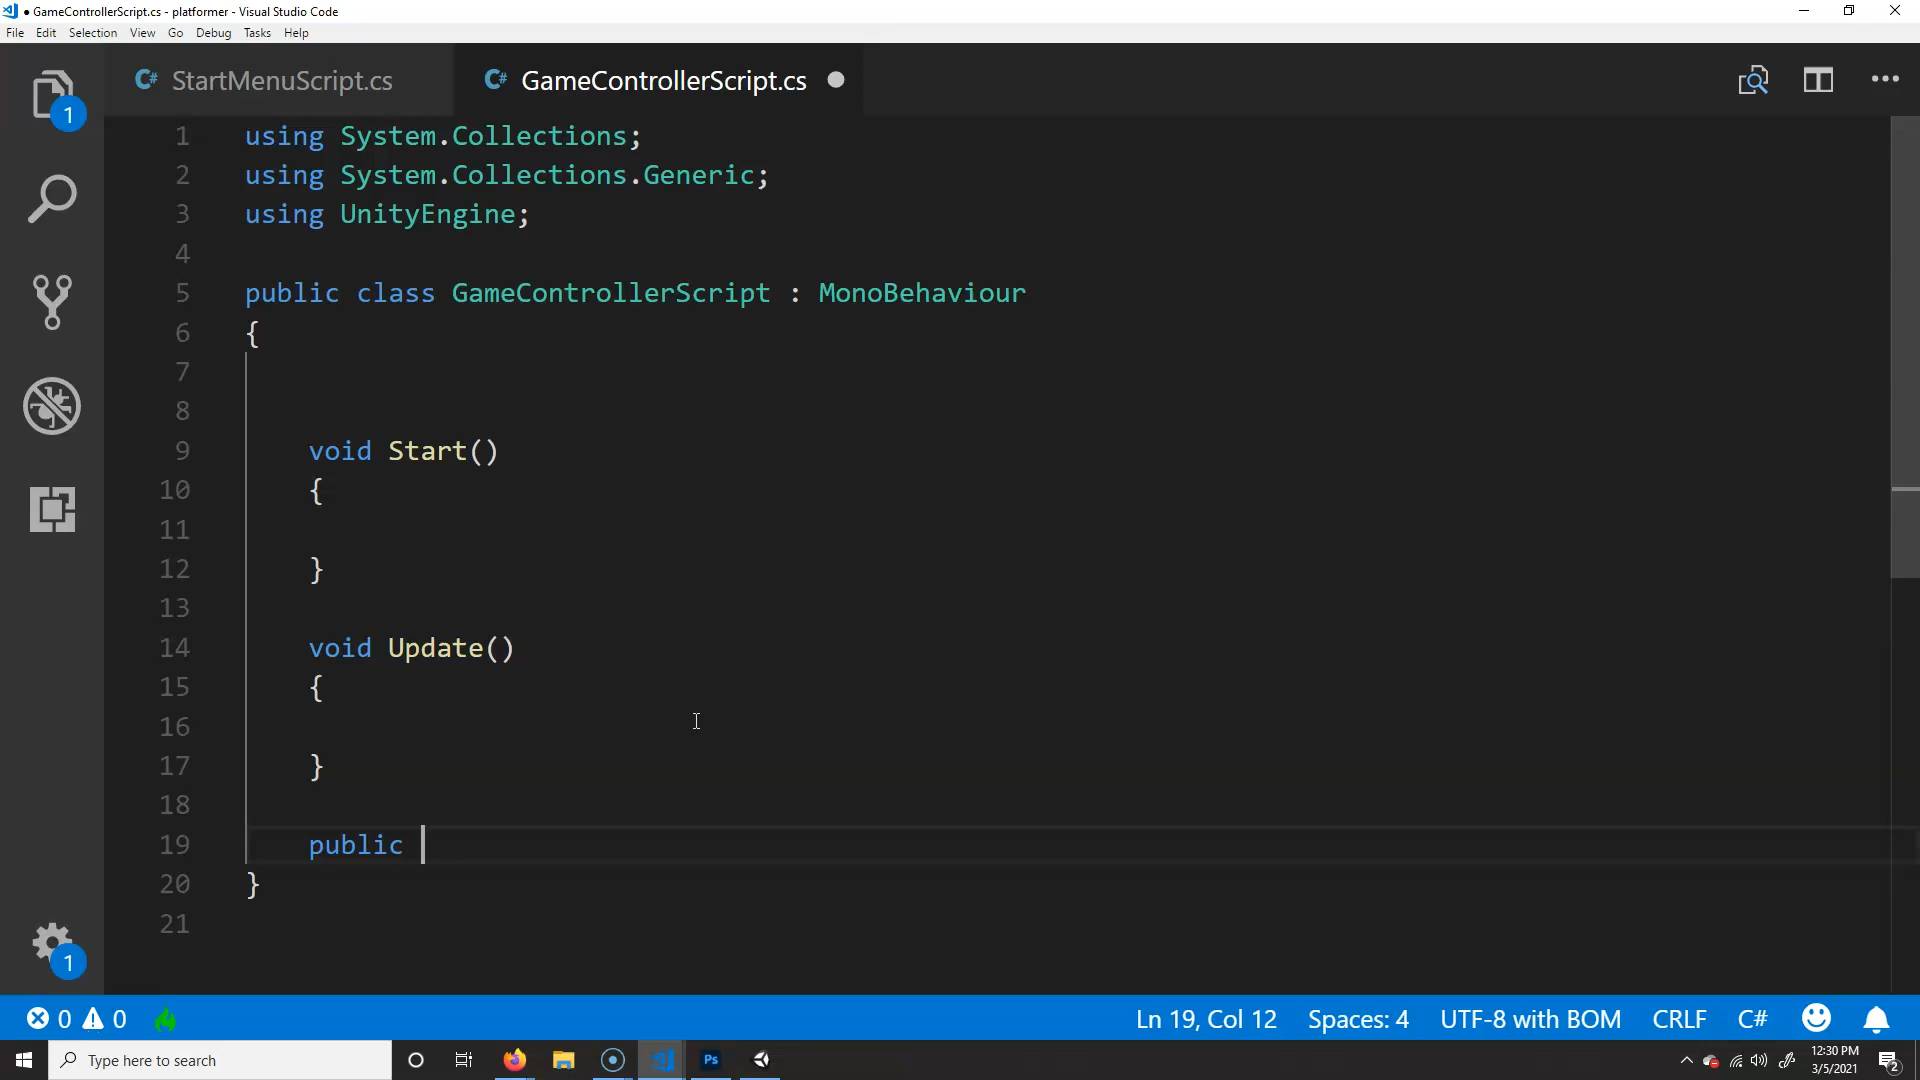 GameControllerScript.cs - platformer - Visual Studio Code
File Edit Selection View Go Debug Tasks Help
C# StartMenuScript.cs C# GameControllerScript.cs
1 using System.Collections;
2 using System.Collections.Generic;
3 using UnityEngine;
4
5 public class GameControllerScript : MonoBehaviour
6 {
7
8
9 void Start()
10 {
11
12 }
13
14 void Update()
15 {
16
17 }
18
19 public
20 }
21
1
1
0 0 Ln 19, Col 12 Spaces: 4 UTF-8 with BOM CRLF C#
Type here to search Ps 12:30 PM
3/5/2021 2